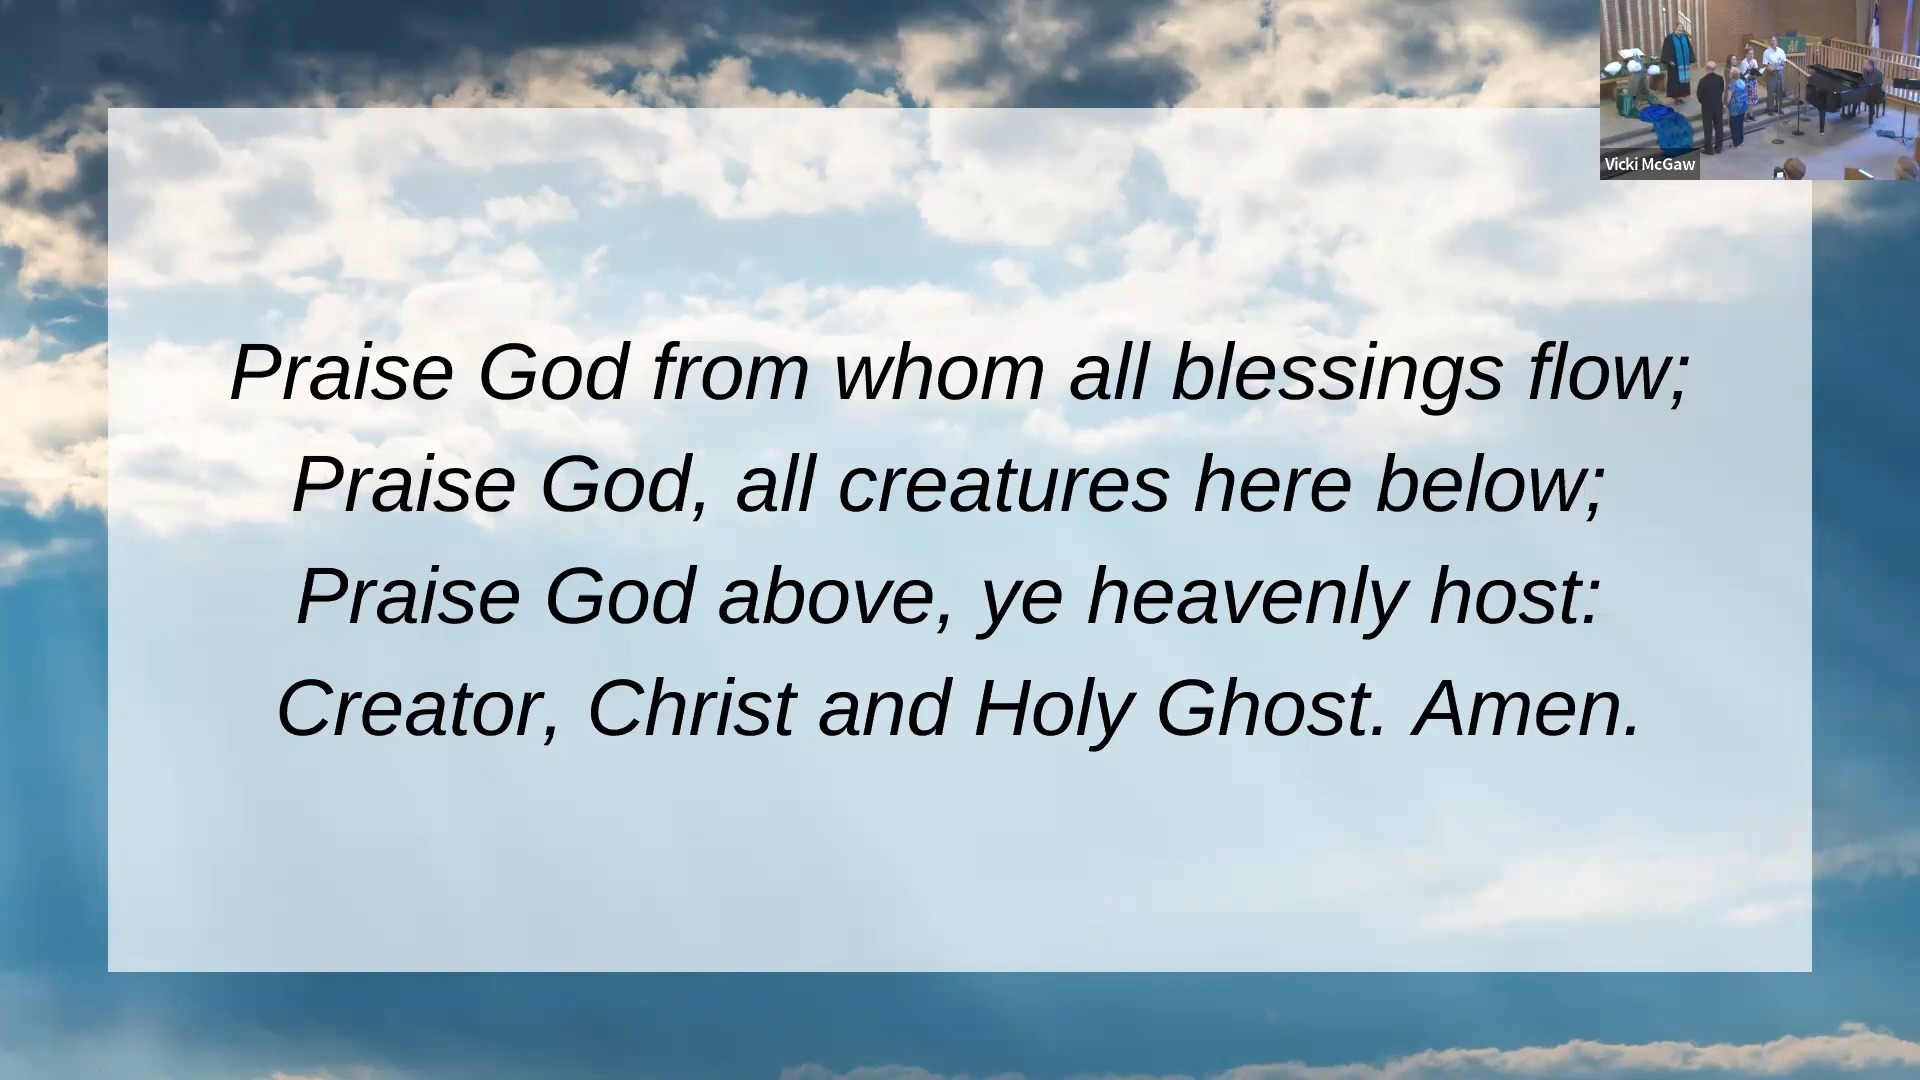 Vicki McGaw
Praise God from whom all blessings flow;
Praise God, all creatures here below;
Praise God above, ye heavenly host:
Creator, Christ and Holy Ghost. Amen.